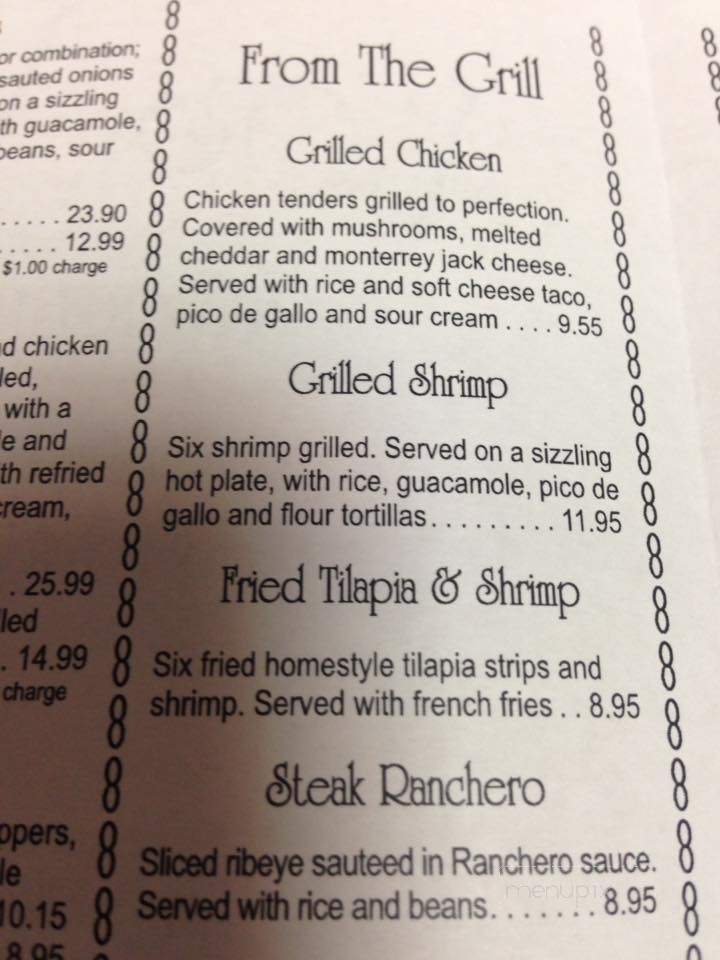 or combination;
sauted onions
on a sizzling
th guacamole,
beans, sour
. . . . . 23.90
. . . . . 12.99
$1.00 charge
d chicken
led,
with a
e and
th refried
cream,
. 25.99
led
. 14.99
charge
ppers,
le
10.15
8.95
From The Grill
Grilled Chicken
Chicken tenders grilled to perfection.
Covered with mushrooms, melted
cheddar and monterrey jack cheese.
Served with rice and soft cheese taco,
pico de gallo and sour cream . . . . 9.55
Grilled Shrimp
Six shrimp grilled. Served on a sizzling
hot plate, with rice, guacamole, pico de
gallo and flour tortillas. . . . . . . . . 11.95
Fried Tilapia & Shrimp
Six fried homestyle tilapia strips and
shrimp. Served with french fries . . 8.95
Steak Ranchero
Sliced ribeye sauteed in Ranchero sauce.
Served with rice and beans. . . . . . . 8.95
menupix